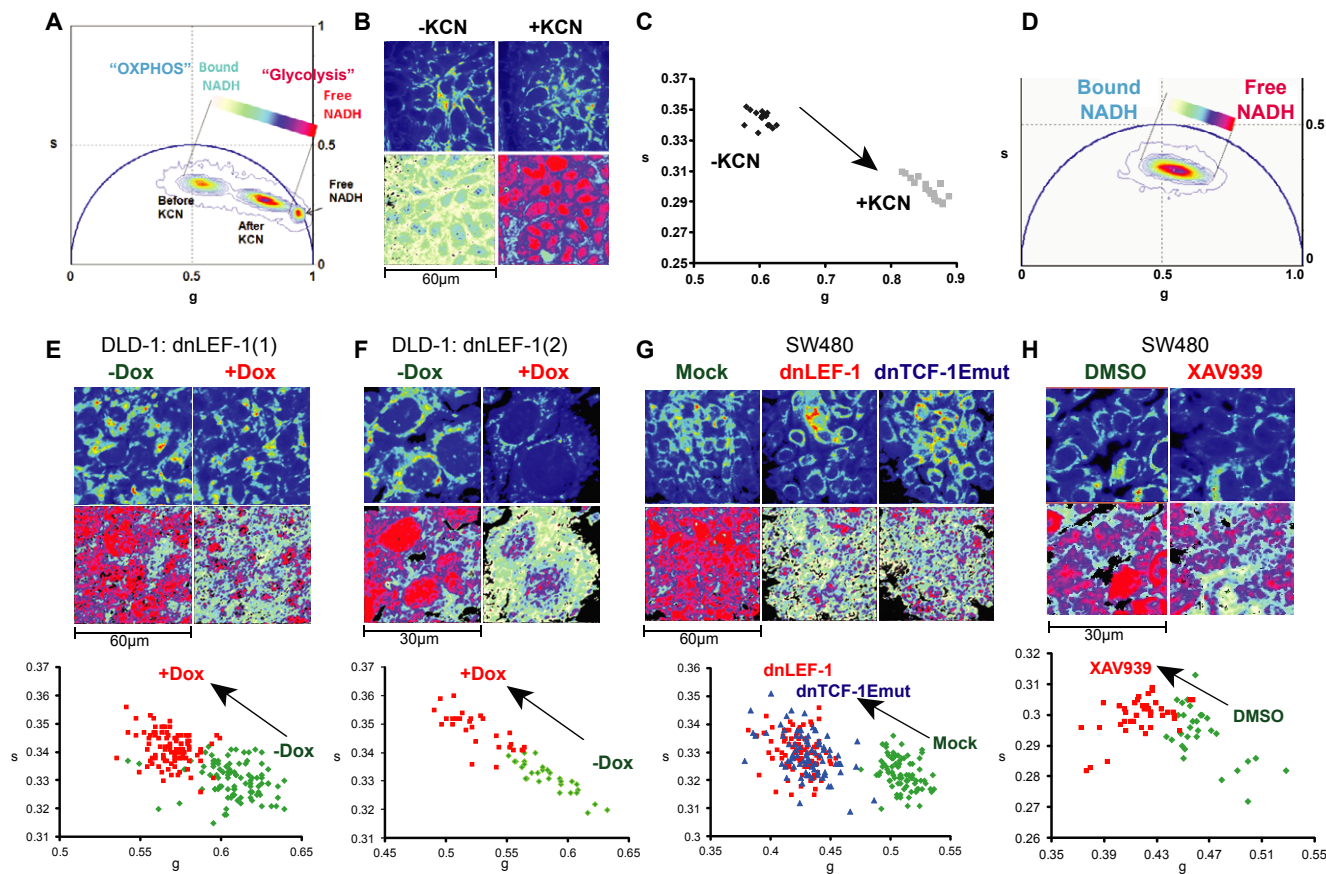 A
1
"OXPHOS"
Bound
NADH
"Glycolysis"
Free
NADH
s
0.5
Before
KCN
After
KCN
Free
NADH
0
0
0.5
1
g
B
-KCN
+KCN
60µm
C
0.37
0.35
0.33
0.31
0.29
0.27
0.25
s
-KCN
+KCN
0.5
0.6
0.7
0.8
0.9
g
D
Bound
NADH
Free
NADH
s
0.5
0
0
0.5
1.0
g
E
DLD-1: dnLEF-1(1)
-Dox
+Dox
60µm
0.37
0.36
0.35
0.34
0.33
0.32
0.31
s
+Dox
-Dox
0.5
0.55
0.6
0.65
g
F
DLD-1: dnLEF-1(2)
-Dox
+Dox
30µm
0.37
0.36
0.35
0.34
0.33
0.32
0.31
s
+Dox
-Dox
0.45
0.5
0.55
0.6
0.65
g
G
SW480
Mock
dnLEF-1
dnTCF-1Emut
60µm
0.36
0.35
0.34
0.33
0.32
0.31
0.3
s
dnLEF-1
dnTCF-1Emut
Mock
0.35
0.4
0.45
0.5
0.55
g
H
SW480
DMSO
XAV939
30µm
0.32
0.31
0.3
0.29
0.28
0.27
0.26
s
XAV939
DMSO
0.35
0.39
0.43
0.47
0.51
0.55
g